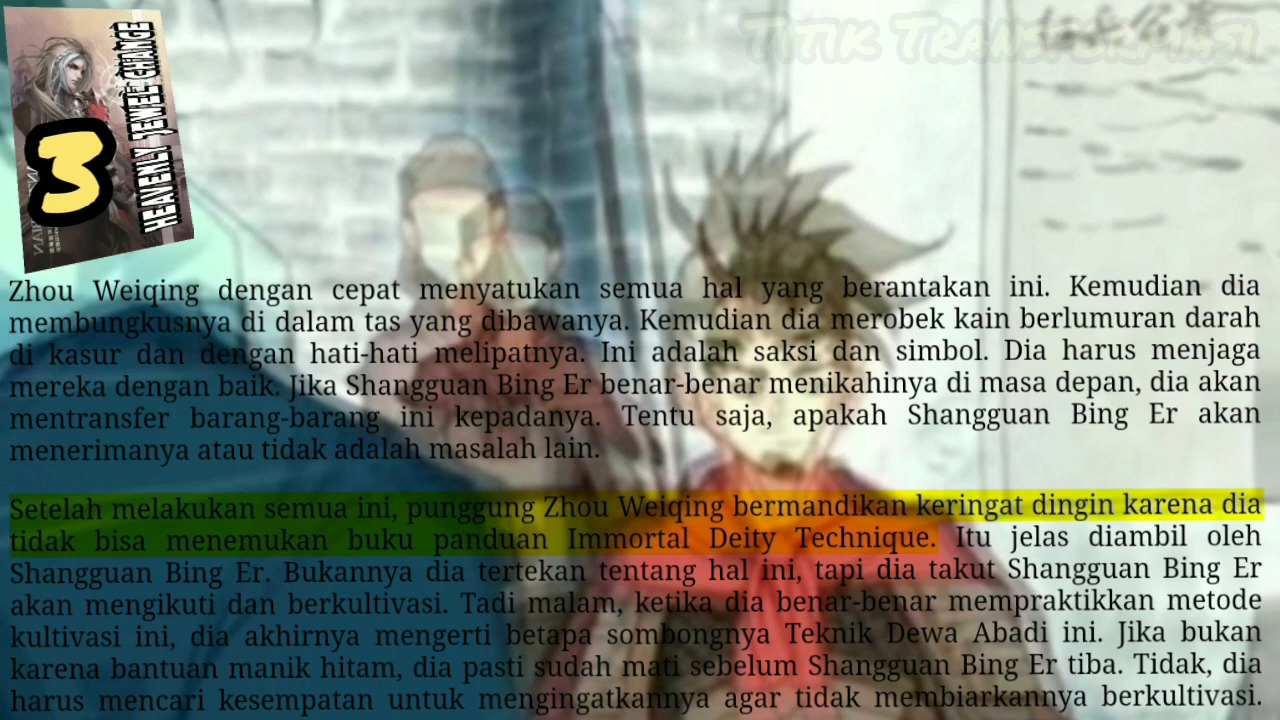 TITIK TRANSFORMASI
3
HEAVENLY JEWEL CHANGE
Zhou Weiqing dengan cepat menyatukan semua hal yang berantakan ini. Kemudian dia
membungkusnya di dalam tas yang dibawanya. Kemudian dia merobek kain berlumuran darah
di kasur dan dengan hati-hati melipatnya. Ini adalah saksi dan simbol. Dia harus menjaga
mereka dengan baik. Jika Shangguan Bing Er benar-benar menikahinya di masa depan, dia akan
mentransfer barang-barang ini kepadanya. Tentu saja, apakah Shangguan Bing Er akan
menerimanya atau tidak adalah masalah lain.
Setelah melakukan semua ini, punggung Zhou Weiqing bermandikan keringat dingin karena dia
tidak bisa menemukan buku panduan Immortal Deity Technique. Itu jelas diambil oleh
Shangguan Bing Er. Bukannya dia tertekan tentang hal ini, tapi dia takut Shangguan Bing Er
akan mengikuti dan berkultivasi. Tadi malam, ketika dia benar-benar mempraktikkan metode
kultivasi ini, dia akhirnya mengerti betapa sombongnya Teknik Dewa Abadi ini. Jika bukan
karena bantuan manik hitam, dia pasti sudah mati sebelum Shangguan Bing Er tiba. Tidak, dia
harus mencari kesempatan untuk mengingatkannya agar tidak membiarkannya berkultivasi.